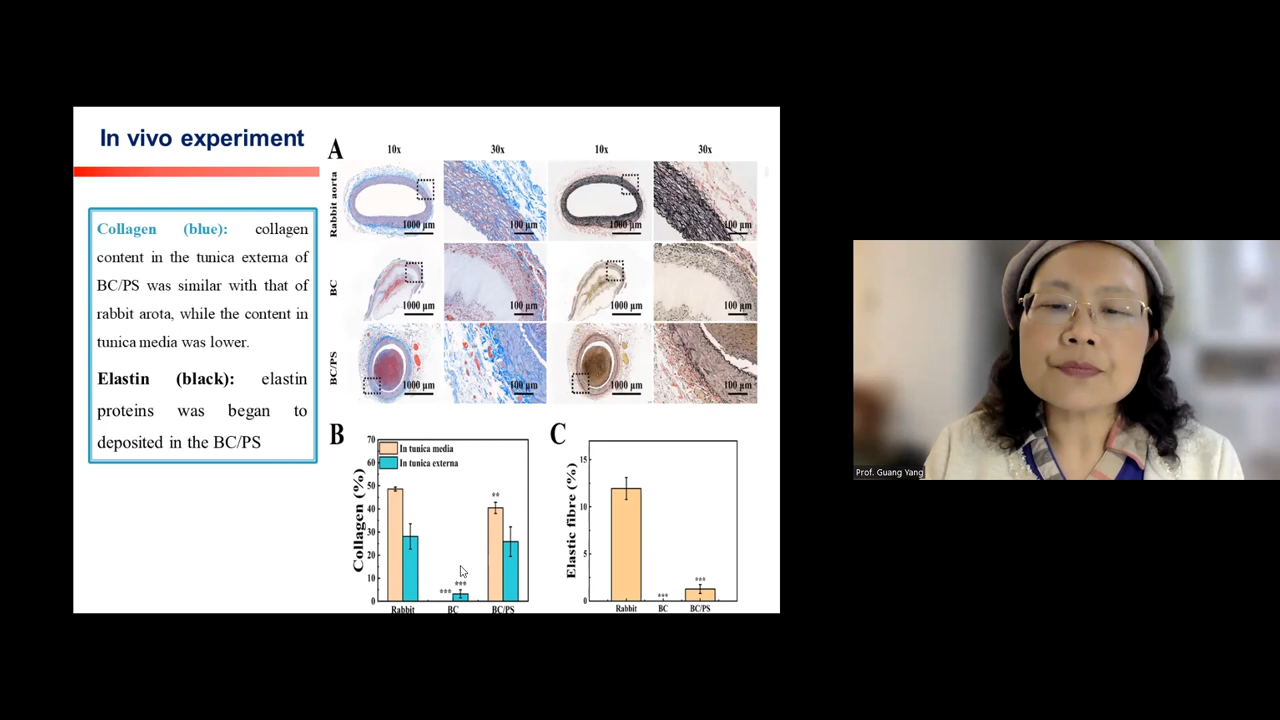 In vivo experiment
Collagen (blue): collagen
content in the tunica externa of
BC/PS was similar with that of
rabbit arota, while the content in
tunica media was lower.
Elastin (black): elastin
proteins was began to
deposited in the BC/PS
A
10x 30x 10x 30x
Rabbit aorta
1000 μm 100 μm 1000 μm 100 μm
BC
1000 μm 100 μm 1000 μm 100 μm
BC/PS
1000 μm 100 μm 1000 μm 100 μm
B
Collagen (%)
70
60
50
40
30
20
10
0
In tunica media
In tunica externa
**
***
***
Rabbit BC BC/PS
C
Elastic fibre (%)
15
10
5
0
***
***
Rabbit BC BC/PS
Prof. Guang Yang